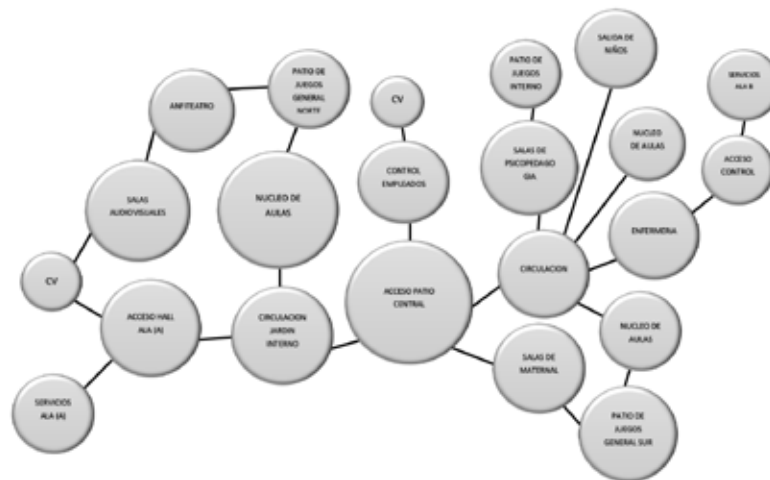 SALIDA DE
NIÑOS
PATIO DE
JUEGOS
GENERAL
NORTE
PATIO DE
JUEGOS
INTERNO
SERVICIOS
ALA B
ANFITEATRO
CV
NUCLEO
DE AULAS
SALAS DE
PSICOPEDAGO
GIA
ACCESO
CONTROL
CONTROL
EMPLEADOS
SALAS
AUDIOVISUALES
NUCLEO DE
AULAS
ENFERMERIA
CIRCULACION
CV
ACCESO PATIO
CENTRAL
ACCESO HALL
ALA (A)
CIRCULACION
JARDIN
INTERNO
NUCLEO DE
AULAS
SALAS DE
MATERNAL
SERVICIOS
ALA (A)
PATIO DE
JUEGOS
GENERAL SUR